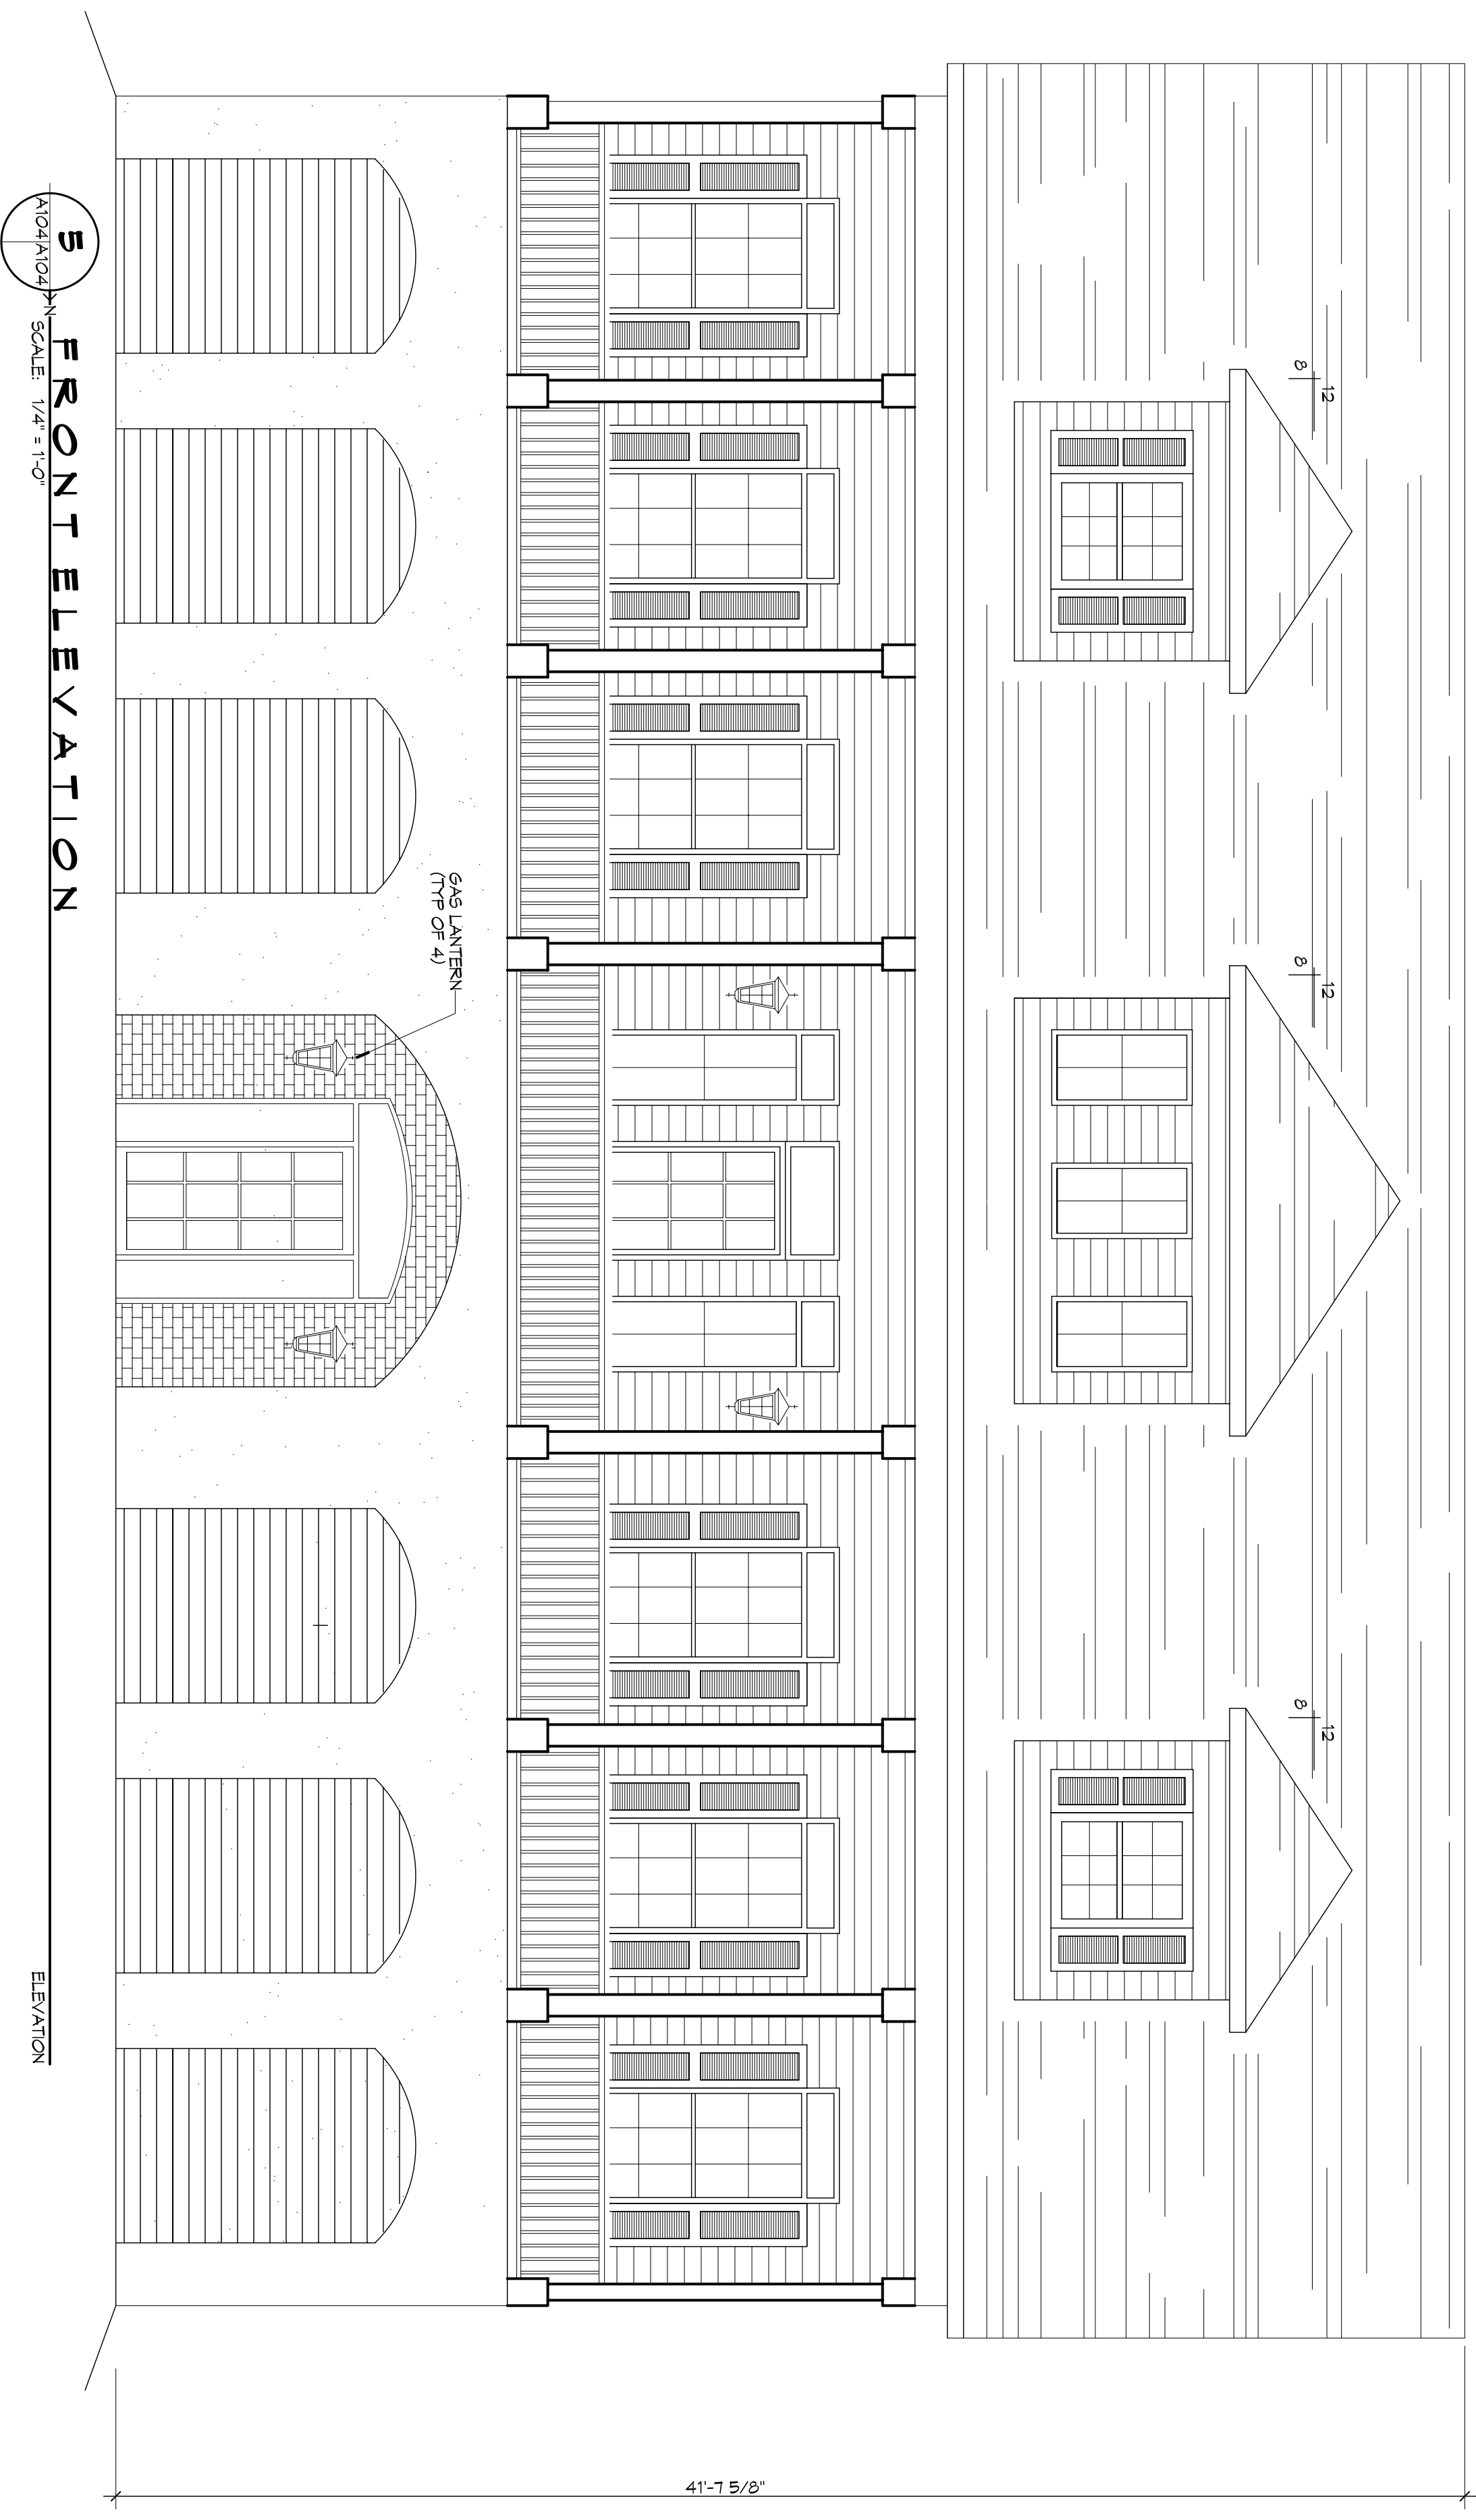 8
12
8
12
8
12
GAS LANTERN
(TYP OF 4)
41'-7 5/8"
5
A104 A104
N
FRONT ELEVATION
SCALE: 1/4" = 1'-0"
ELEVATION